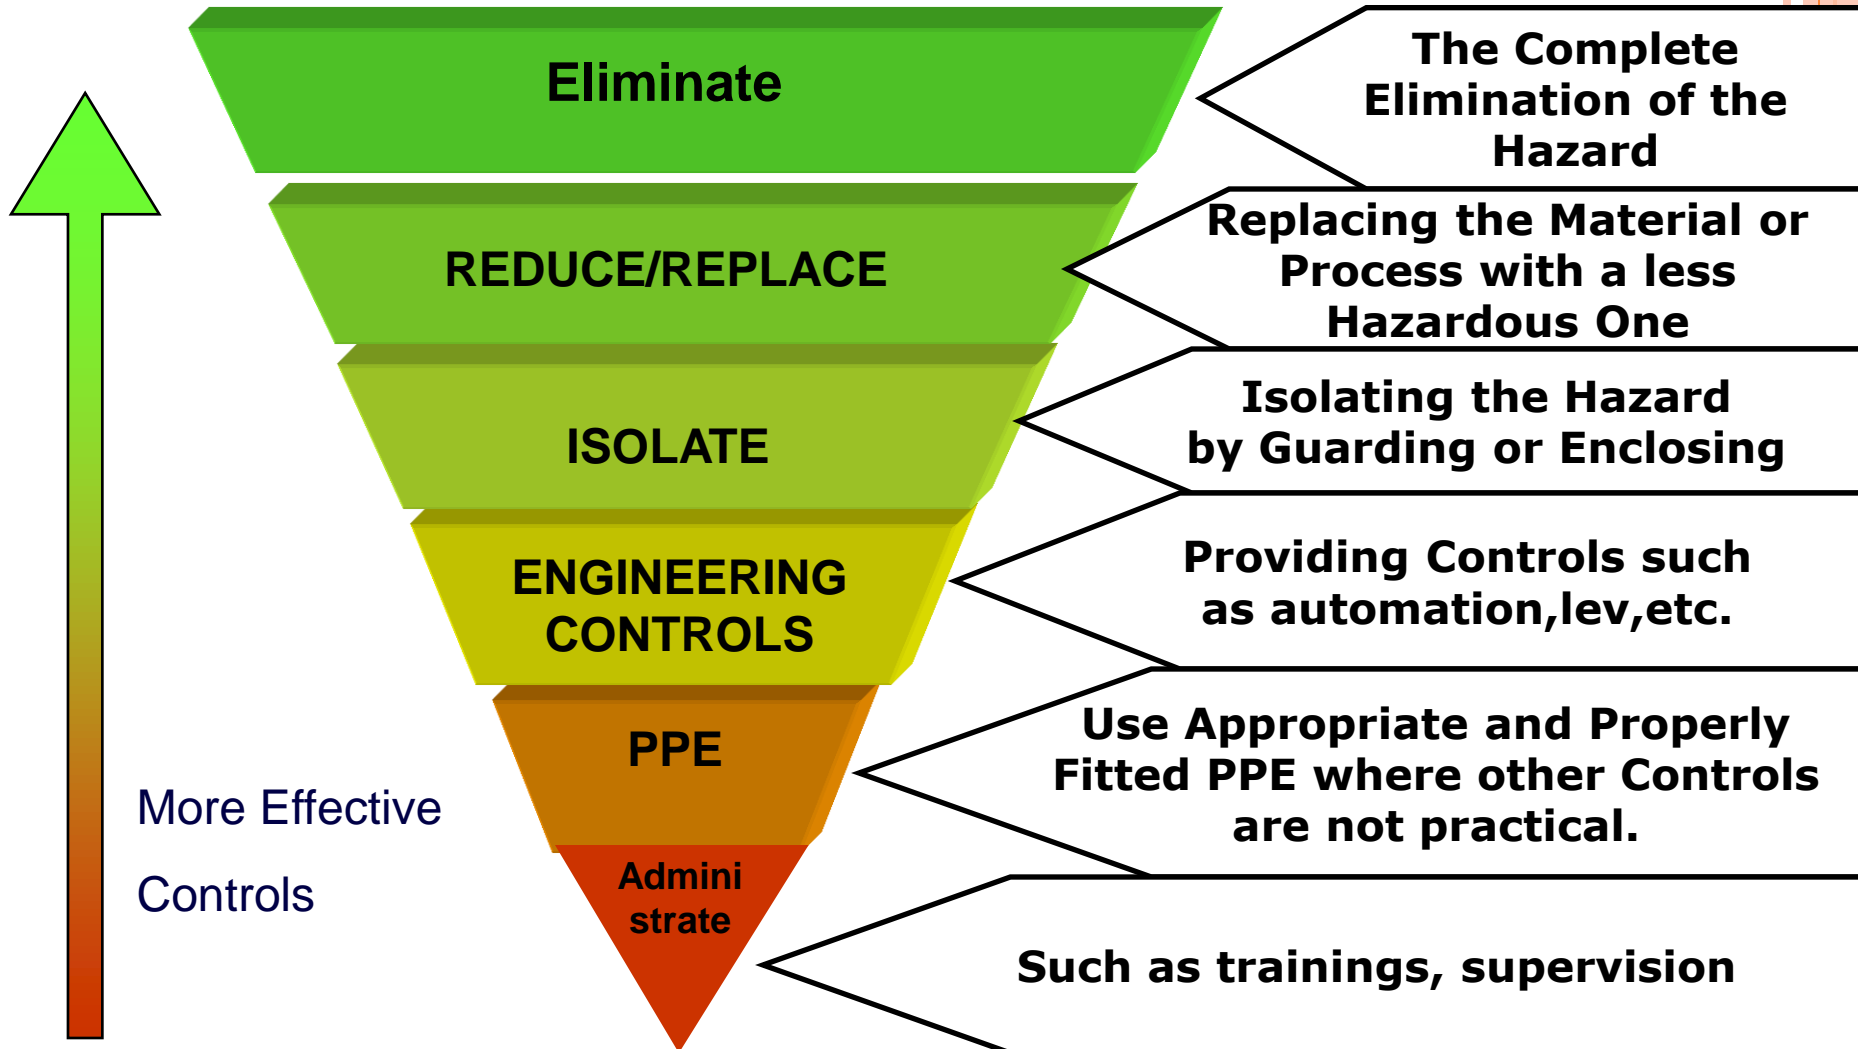 Eliminate
The Complete
Elimination of the
Hazard
REDUCE/REPLACE
Replacing the Material or
Process with a less
Hazardous One
ISOLATE
Isolating the Hazard
by Guarding or Enclosing
ENGINEERING
CONTROLS
Providing Controls such
as automation,lev,etc.
PPE
Use Appropriate and Properly
Fitted PPE where other Controls
are not practical.
More Effective
Controls
Admini
strate
Such as trainings, supervision